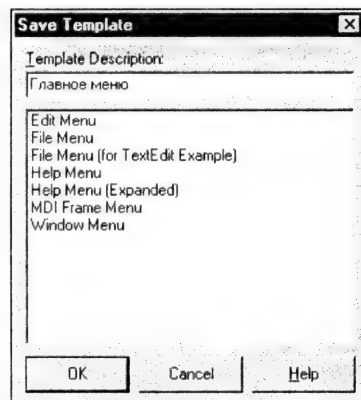 Save Template
Template Description:
Главное меню
Edit Menu
File Menu
File Menu (for TextEdit Example)
Help Menu
Help Menu (Expanded)
MDI Frame Menu
Window Menu
OK Cancel Help